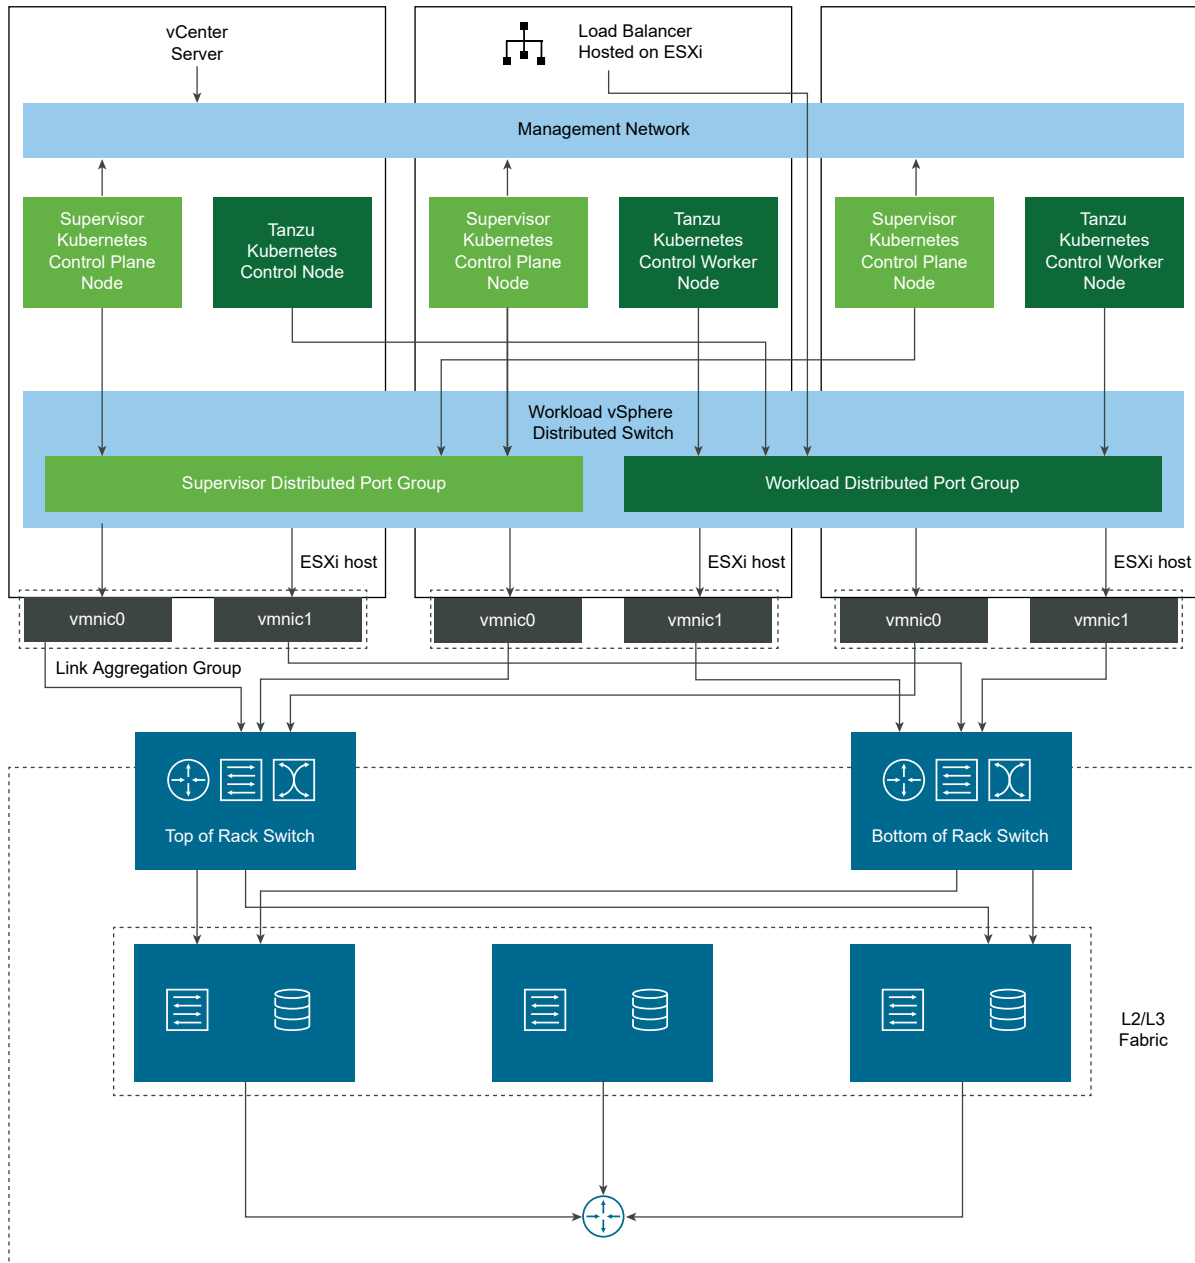 vCenter
Server
Load Balancer
Hosted on ESXi
Management Network
Supervisor
Kubernetes
Control Plane
Node
Tanzu
Kubernetes
Control Node
Supervisor
Kubernetes
Control Plane
Node
Tanzu
Kubernetes
Control Worker
Node
Supervisor
Kubernetes
Control Plane
Node
Tanzu
Kubernetes
Control Worker
Node
Workload vSphere
Distributed Switch
Supervisor Distributed Port Group
Workload Distributed Port Group
ESXi host
ESXi host
ESXi host
vmnic0
vmnic1
vmnic0
vmnic1
vmnic0
vmnic1
Link Aggregation Group
Top of Rack Switch
Bottom of Rack Switch
L2/L3
Fabric